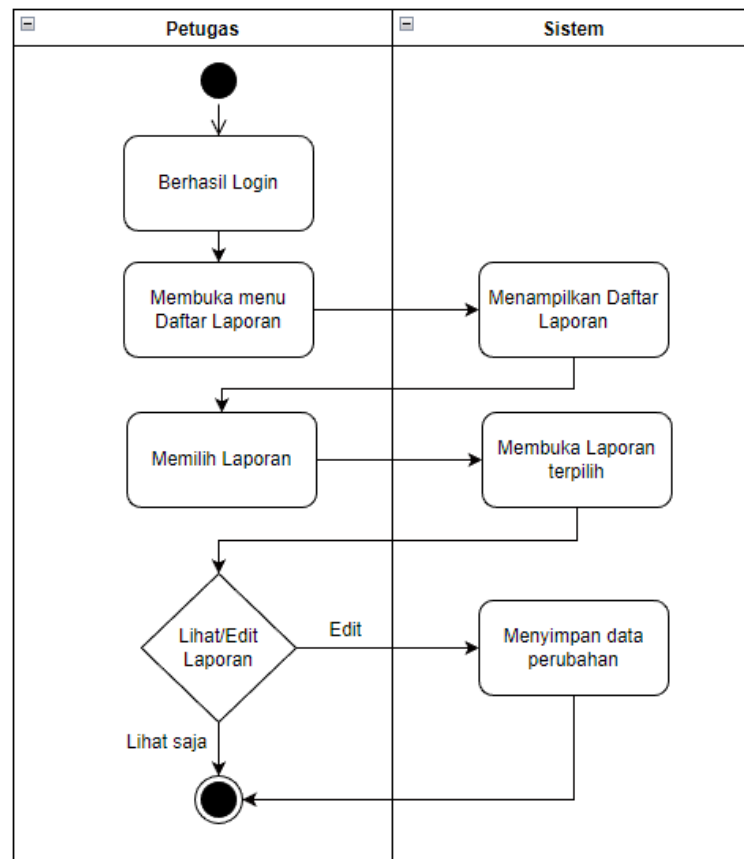 Petugas
Sistem
Berhasil Login
Membuka menu
Daftar Laporan
Menampilkan Daftar
Laporan
Memilih Laporan
Membuka Laporan
terpilih
Lihat/Edit
Laporan
Edit
Menyimpan data
perubahan
Lihat saja